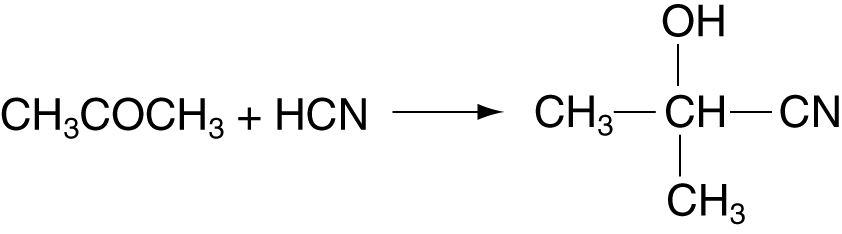 OH
CH₃COCH₃ + HCN ⟶ CH₃—CH—CN
CH₃